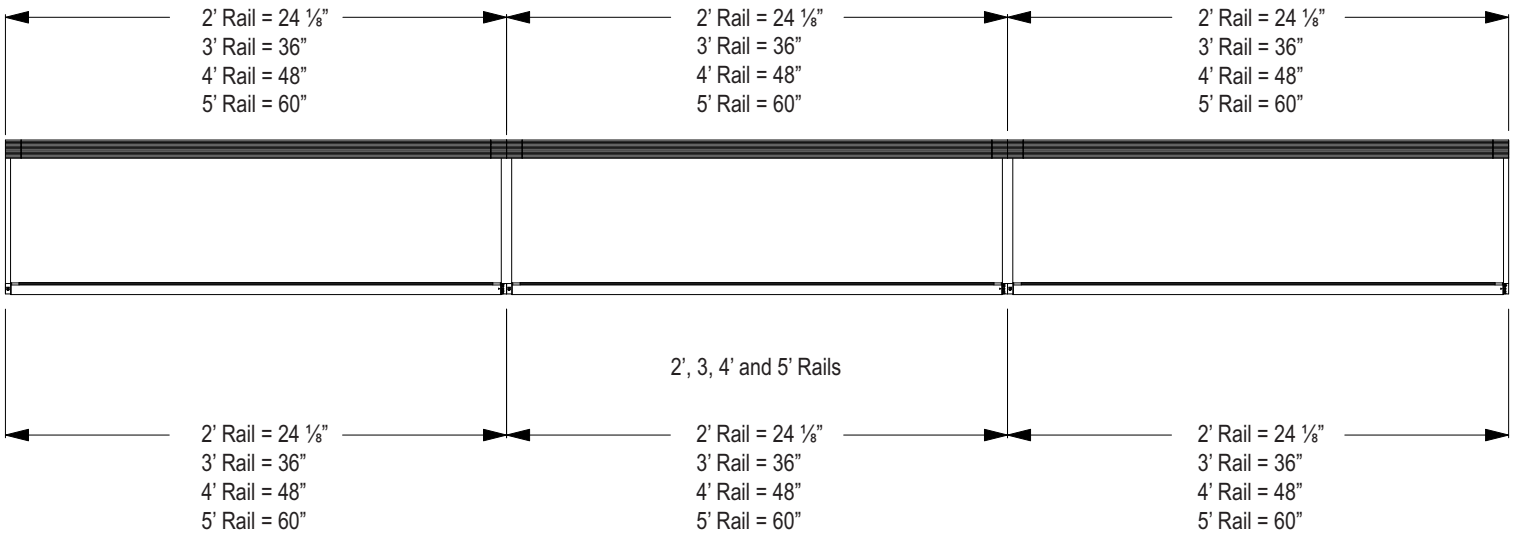 2’ Rail = 24 ⅛”
3’ Rail = 36”
4’ Rail = 48”
5’ Rail = 60”
2’ Rail = 24 ⅛”
3’ Rail = 36”
4’ Rail = 48”
5’ Rail = 60”
2’ Rail = 24 ⅛”
3’ Rail = 36”
4’ Rail = 48”
5’ Rail = 60”
2’, 3, 4’ and 5’ Rails
2’ Rail = 24 ⅛”
3’ Rail = 36”
4’ Rail = 48”
5’ Rail = 60”
2’ Rail = 24 ⅛”
3’ Rail = 36”
4’ Rail = 48”
5’ Rail = 60”
2’ Rail = 24 ⅛”
3’ Rail = 36”
4’ Rail = 48”
5’ Rail = 60”